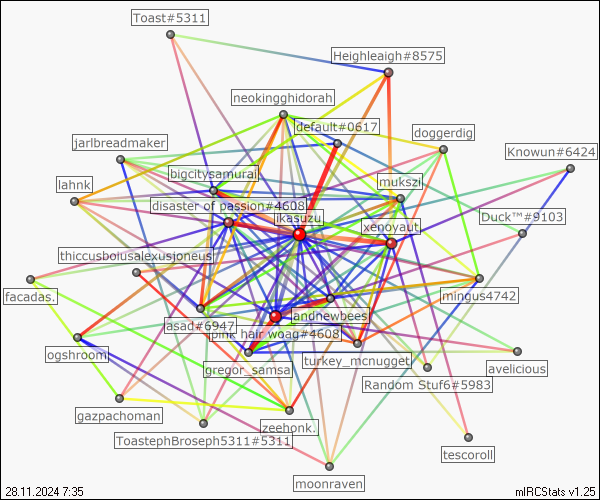 Toast#5311
Heighleaigh#8575
neokingghidorah
default#0617
doggerdig
jarlbreadmaker
Knowun#6424
bigcitysamurai
mukszli
lahnk
disaster of passion#4608
ikasuzu
Duck™#9103
xenoyaut
thiccusboiusalexusjoneus
facadas.
mingus4742
andnewbees
asad#6947
pink hair woag#4608
ogshroom
turkey_mcnugget
avelicious
gregor_samsa
Random Stuf6#5983
gazpachoman
zeehonk.
ToastephBroseph5311#5311
tescoroll
moonraven
28.11.2024 7:35
mIRCStats v1.25